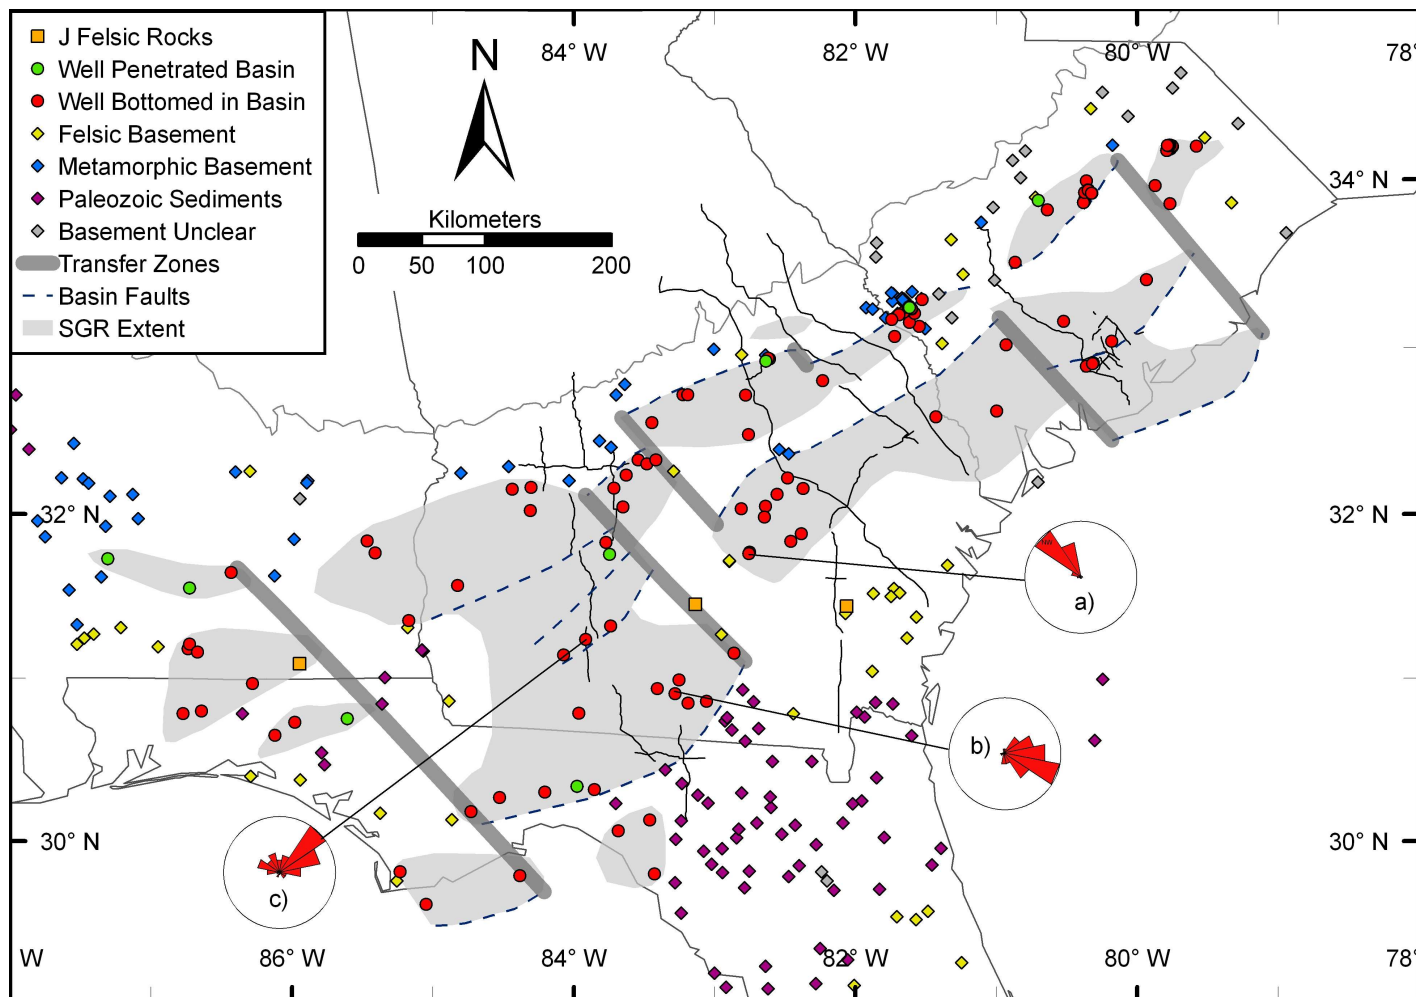 J Felsic Rocks
Well Penetrated Basin
Well Bottomed in Basin
Felsic Basement
Metamorphic Basement
Paleozoic Sediments
Basement Unclear
Transfer Zones
Basin Faults
SGR Extent
N
Kilometers
0 50 100 200
84° W 82° W 80° W 78°
34° N
32° N 32° N
a)
b)
c)
30° N 30° N
W 86° W 84° W 82° W 80° W 78°